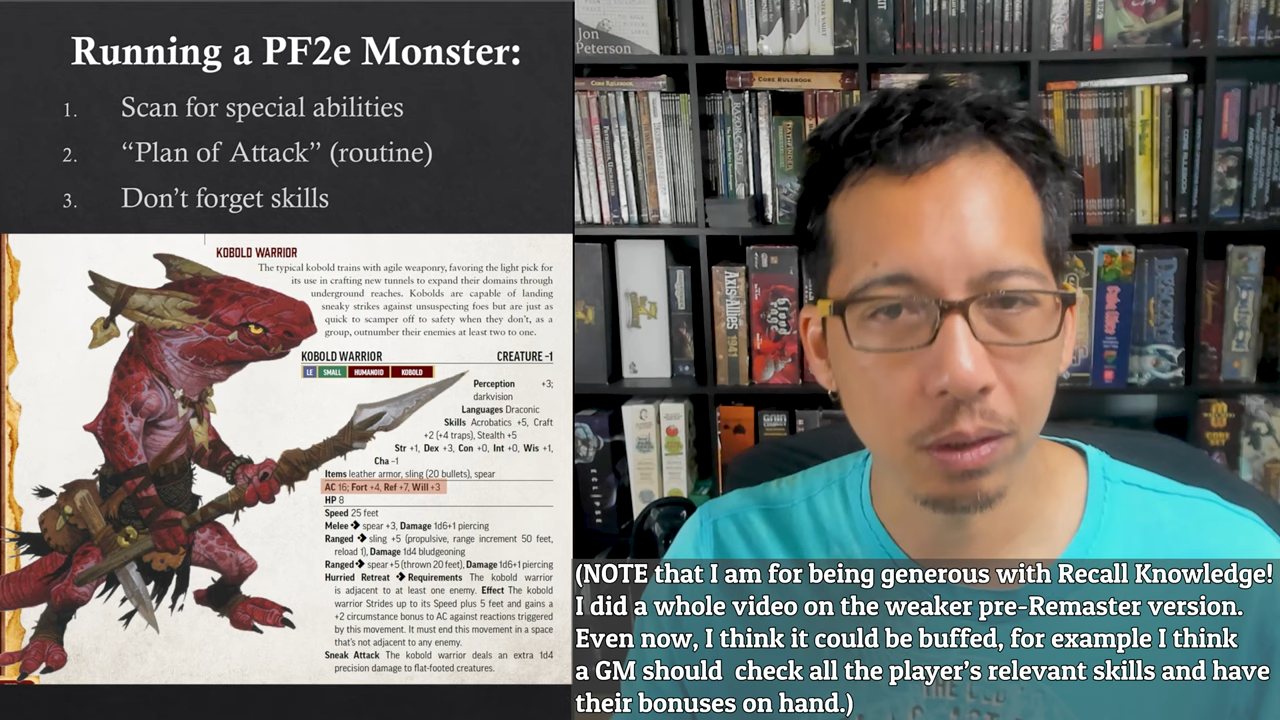 Running a PF2e Monster:
1. Scan for special abilities
2. “Plan of Attack” (routine)
3. Don’t forget skills
KOBOLD WARRIOR
The typical kobold trains with agile weaponry, favoring the light pick for
its use in crafting new tunnels to expand their domains through
underground reaches. Kobolds are capable of landing
sneaky strikes against unsuspecting foes but are just as
quick to scamper off to safety when they don’t, as a
group, outnumber their enemies at least two to one.
KOBOLD WARRIOR CREATURE –1
LE SMALL HUMANOID KOBOLD
Perception +3;
darkvision
Languages Draconic
Skills Acrobatics +5, Craft
+2 (+4 traps), Stealth +5
Str +1, Dex +3, Con +0, Int +0, Wis +1,
Cha –1
Items leather armor, sling (20 bullets), spear
AC 16; Fort +4, Ref +7, Will +3
HP 8
Speed 25 feet
Melee spear +3, Damage 1d6+1 piercing
Ranged sling +5 (propulsive, range increment 50 feet,
reload 1), Damage 1d4 bludgeoning
Ranged spear +5 (thrown 20 feet), Damage 1d6+1 piercing
Hurried Retreat Requirements The kobold warrior
is adjacent to at least one enemy. Effect The kobold
warrior Strides up to its Speed plus 5 feet and gains a
+2 circumstance bonus to AC against reactions triggered
by this movement. It must end this movement in a space
that’s not adjacent to any enemy.
Sneak Attack The kobold warrior deals an extra 1d4
precision damage to flat-footed creatures.
Jon
Peterson
CORE RULEBOOK
CORE RULEBOOK
PATHFINDER
Axis & Allies
1941
(NOTE that I am for being generous with Recall Knowledge!
I did a whole video on the weaker pre-Remaster version.
Even now, I think it could be buffed, for example I think
a GM should check all the player’s relevant skills and have
their bonuses on hand.)